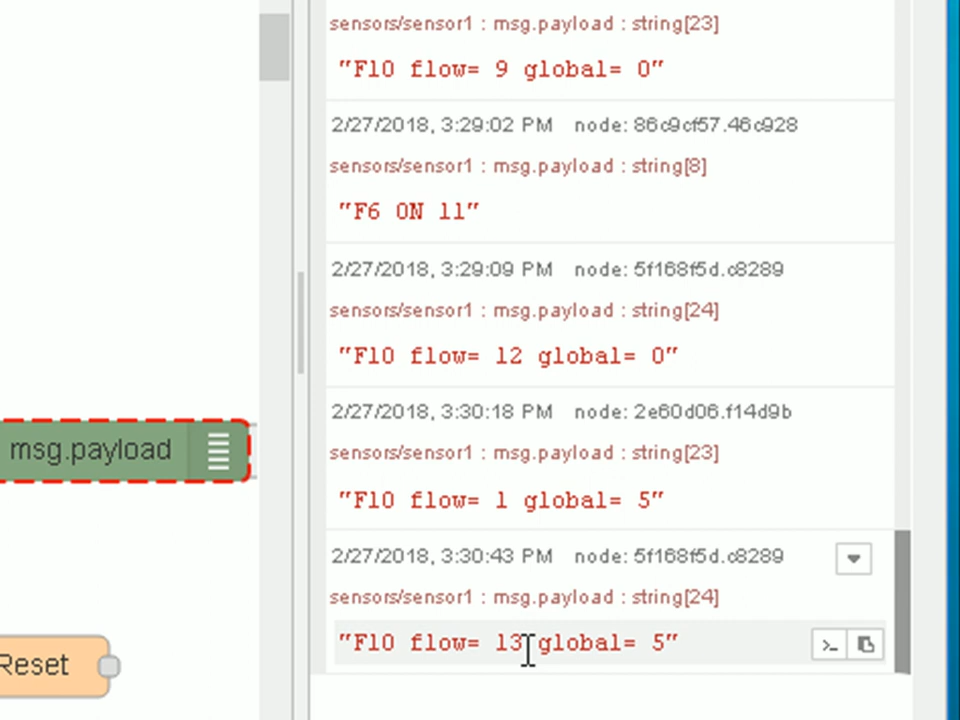 sensors/sensor1 : msg.payload : string[23]
"F10 flow= 9 global= 0"
2/27/2018, 3:29:02 PM node: 86c9cf57.46c928
sensors/sensor1 : msg.payload : string[8]
"F6 ON 11"
2/27/2018, 3:29:09 PM node: 5f168f5d.c8289
sensors/sensor1 : msg.payload : string[24]
"F10 flow= 12 global= 0"
2/27/2018, 3:30:18 PM node: 2e60d06.f14d9b
msg.payload
sensors/sensor1 : msg.payload : string[23]
"F10 flow= 1 global= 5"
2/27/2018, 3:30:43 PM node: 5f168f5d.c8289
sensors/sensor1 : msg.payload : string[24]
"F10 flow= 13 global= 5"
Reset